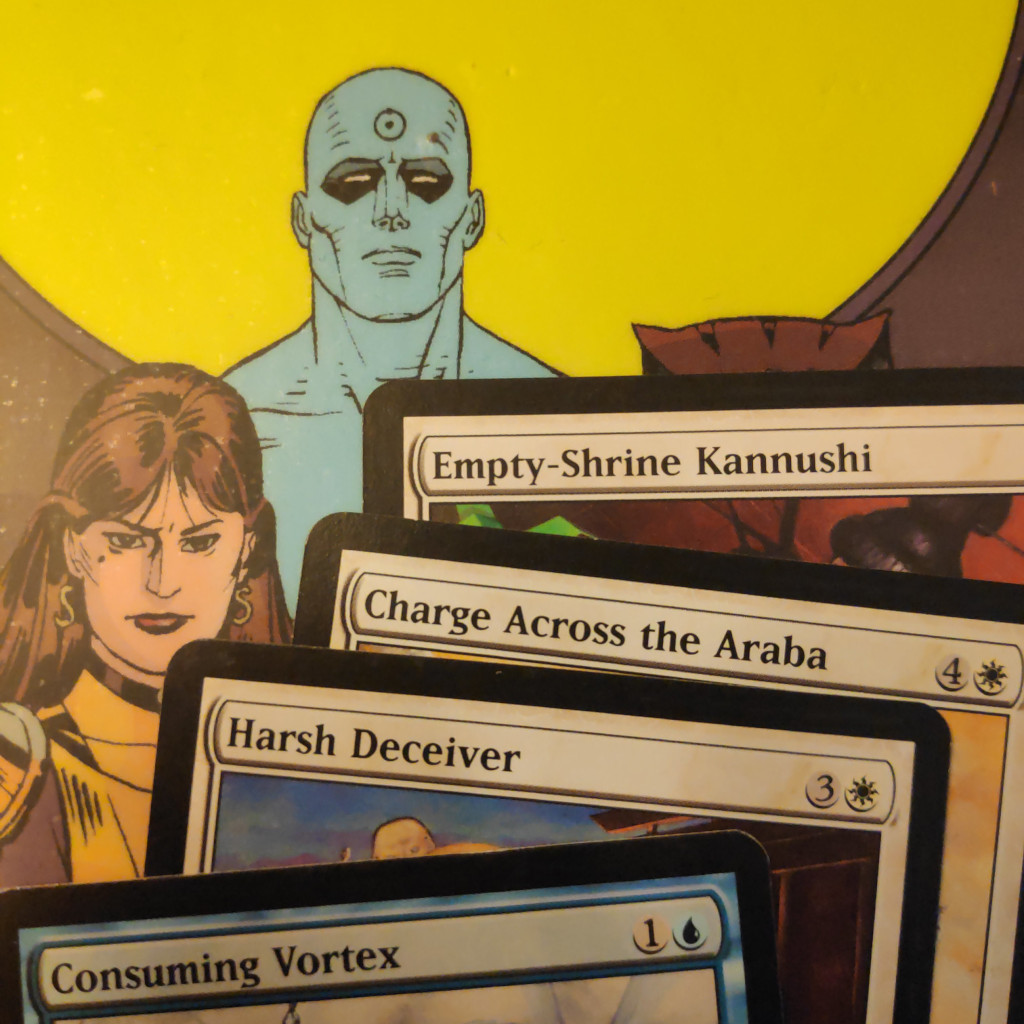 Empty-Shrine Kannushi
Charge Across the Araba
4
Harsh Deceiver
3
Consuming Vortex
1